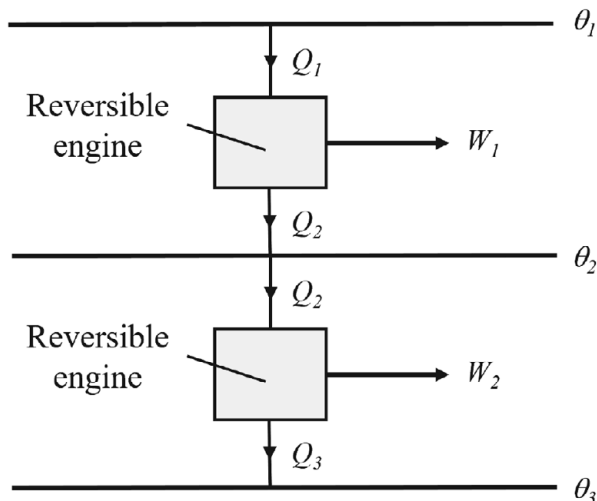 θ₁
Q₁
Reversible
engine
W₁
Q₂
θ₂
Q₂
Reversible
engine
W₂
Q₃
θ₃